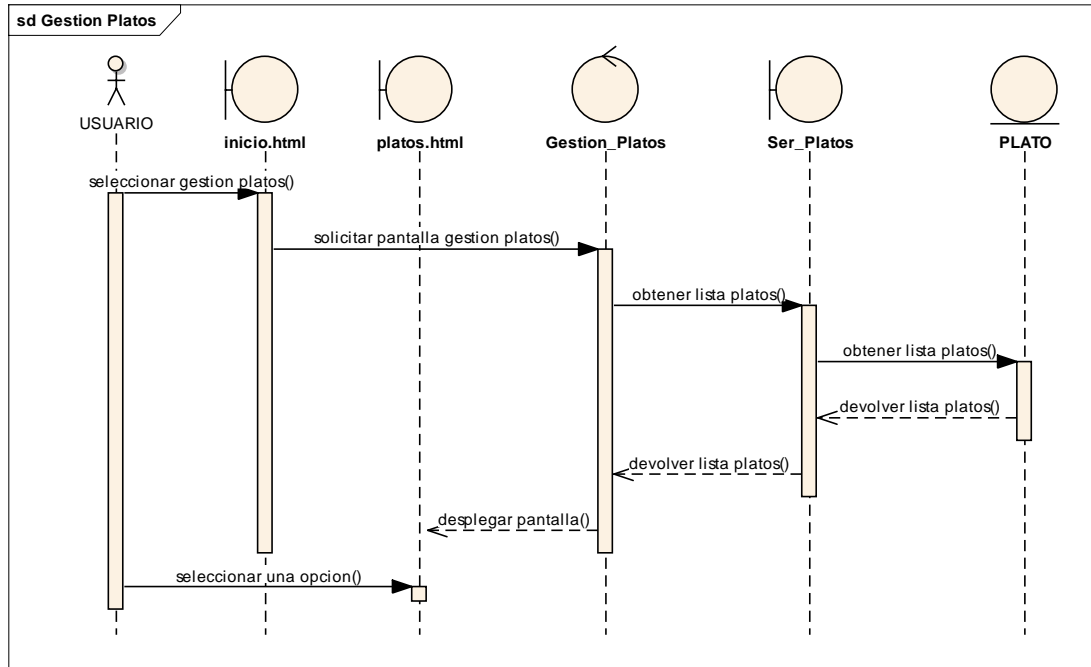 sd Gestion Platos
USUARIO
inicio.html
platos.html
Gestion_Platos
Ser_Platos
PLATO
seleccionar gestion platos()
solicitar pantalla gestion platos()
obtener lista platos()
obtener lista platos()
devolver lista platos()
devolver lista platos()
desplegar pantalla()
seleccionar una opcion()